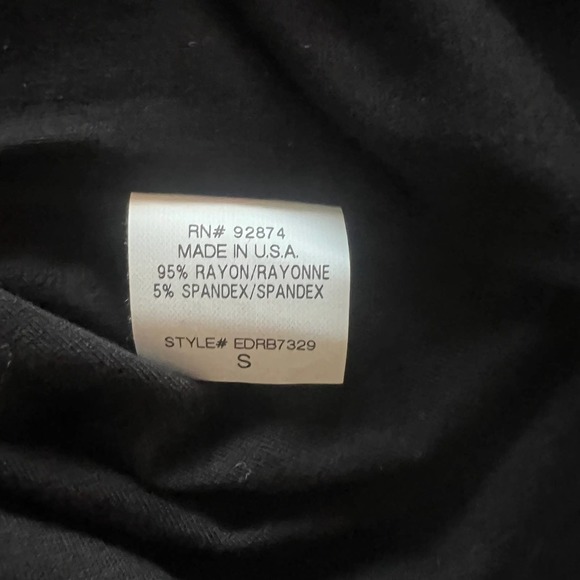 RN# 92874
MADE IN U.S.A.
95% RAYON/RAYONNE
5% SPANDEX/SPANDEX
STYLE# EDRB7329
S